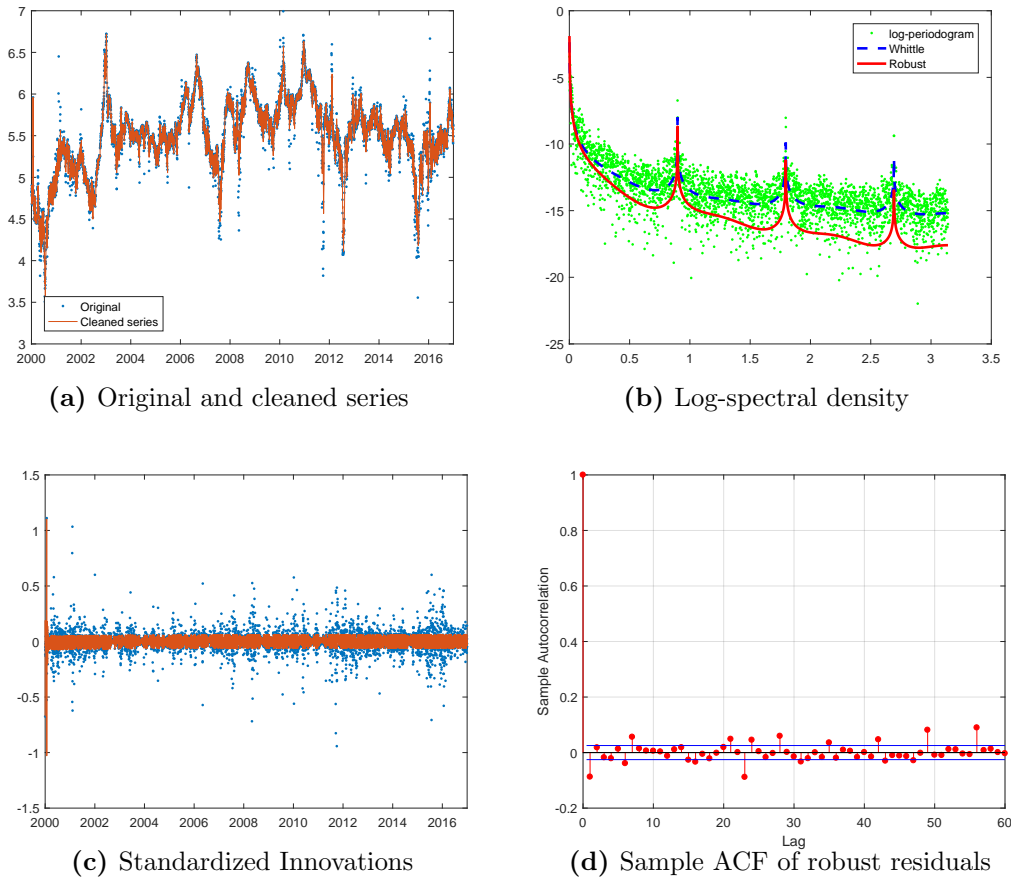 7
6.5
6
5.5
5
4.5
4
3.5
3
2000 2002 2004 2006 2008 2010 2012 2014 2016
Original
Cleaned series
(a) Original and cleaned series
0
-5
-10
-15
-20
-25
0 0.5 1 1.5 2 2.5 3 3.5
log-periodogram
Whittle
Robust
(b) Log-spectral density
1.5
1
0.5
0
-0.5
-1
-1.5
2000 2002 2004 2006 2008 2010 2012 2014 2016
(c) Standardized Innovations
1
0.8
0.6
0.4
0.2
0
-0.2
Sample Autocorrelation
0 10 20 30 40 50 60
Lag
(d) Sample ACF of robust residuals